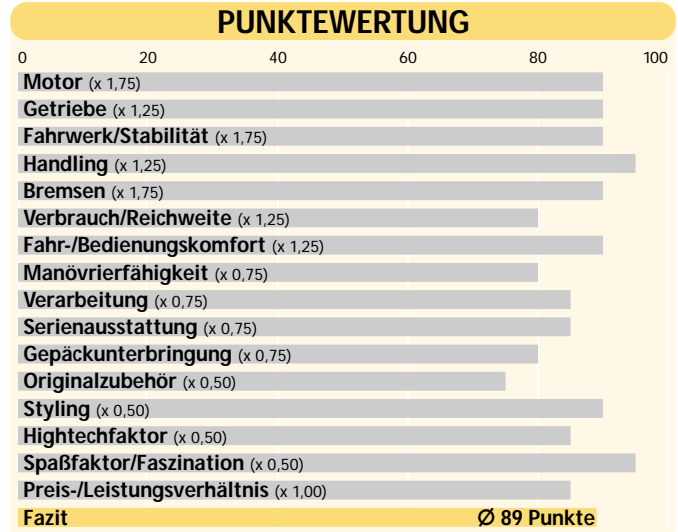 PUNKTEWERTUNG
0 20 40 60 80 100
Motor (x 1,75)
Getriebe (x 1,25)
Fahrwerk/Stabilität (x 1,75)
Handling (x 1,25)
Bremsen (x 1,75)
Verbrauch/Reichweite (x 1,25)
Fahr-/Bedienungskomfort (x 1,25)
Manövrierfähigkeit (x 0,75)
Verarbeitung (x 0,75)
Serienausstattung (x 0,75)
Gepäckunterbringung (x 0,75)
Originalzubehör (x 0,50)
Styling (x 0,50)
Hightechfaktor (x 0,50)
Spaßfaktor/Faszination (x 0,50)
Preis-/Leistungsverhältnis (x 1,00)
Fazit Ø 89 Punkte